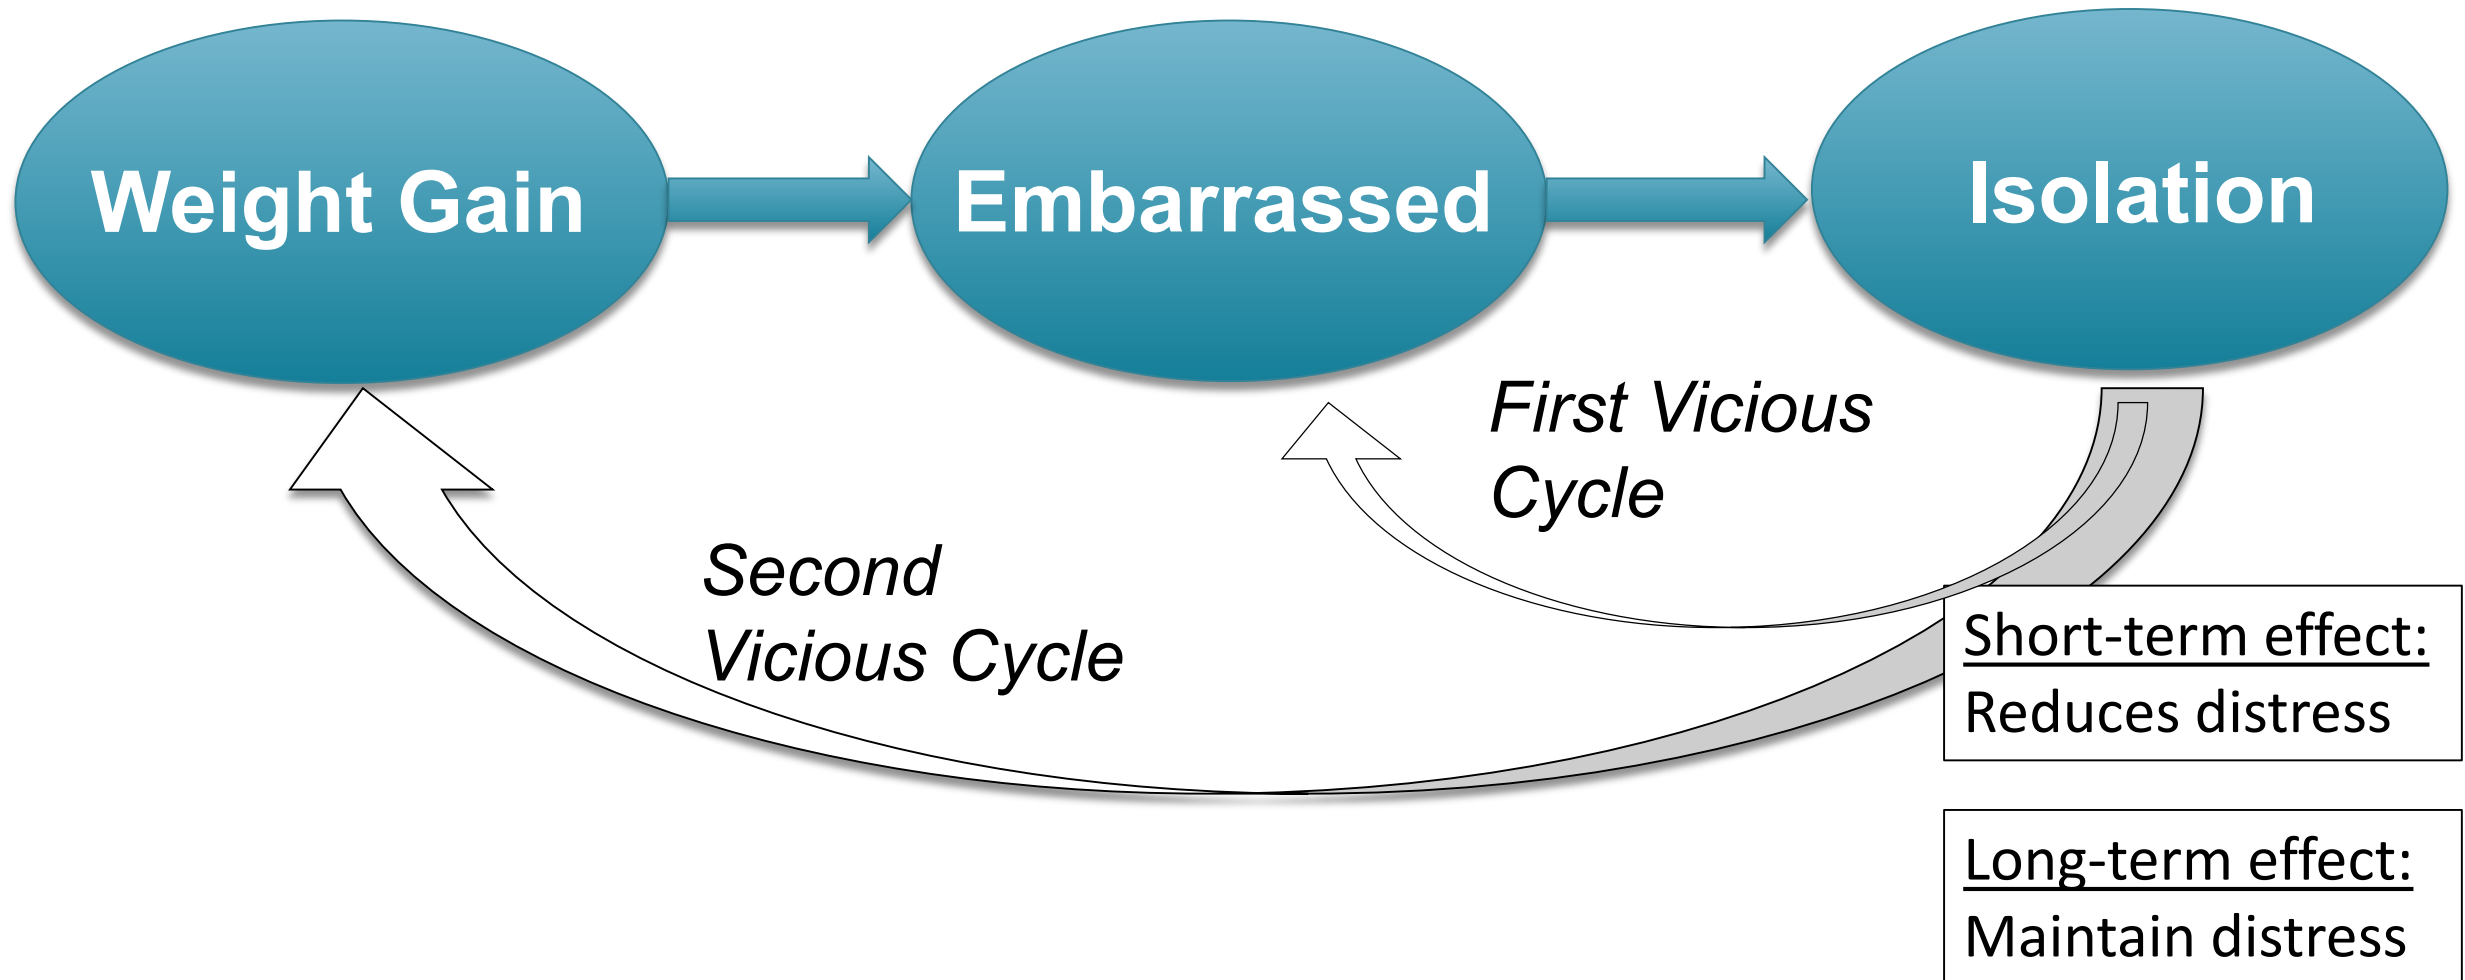 Weight Gain
Embarrassed
Isolation
First Vicious
Cycle
Second
Vicious Cycle
Short-term effect:
Reduces distress
Long-term effect:
Maintain distress